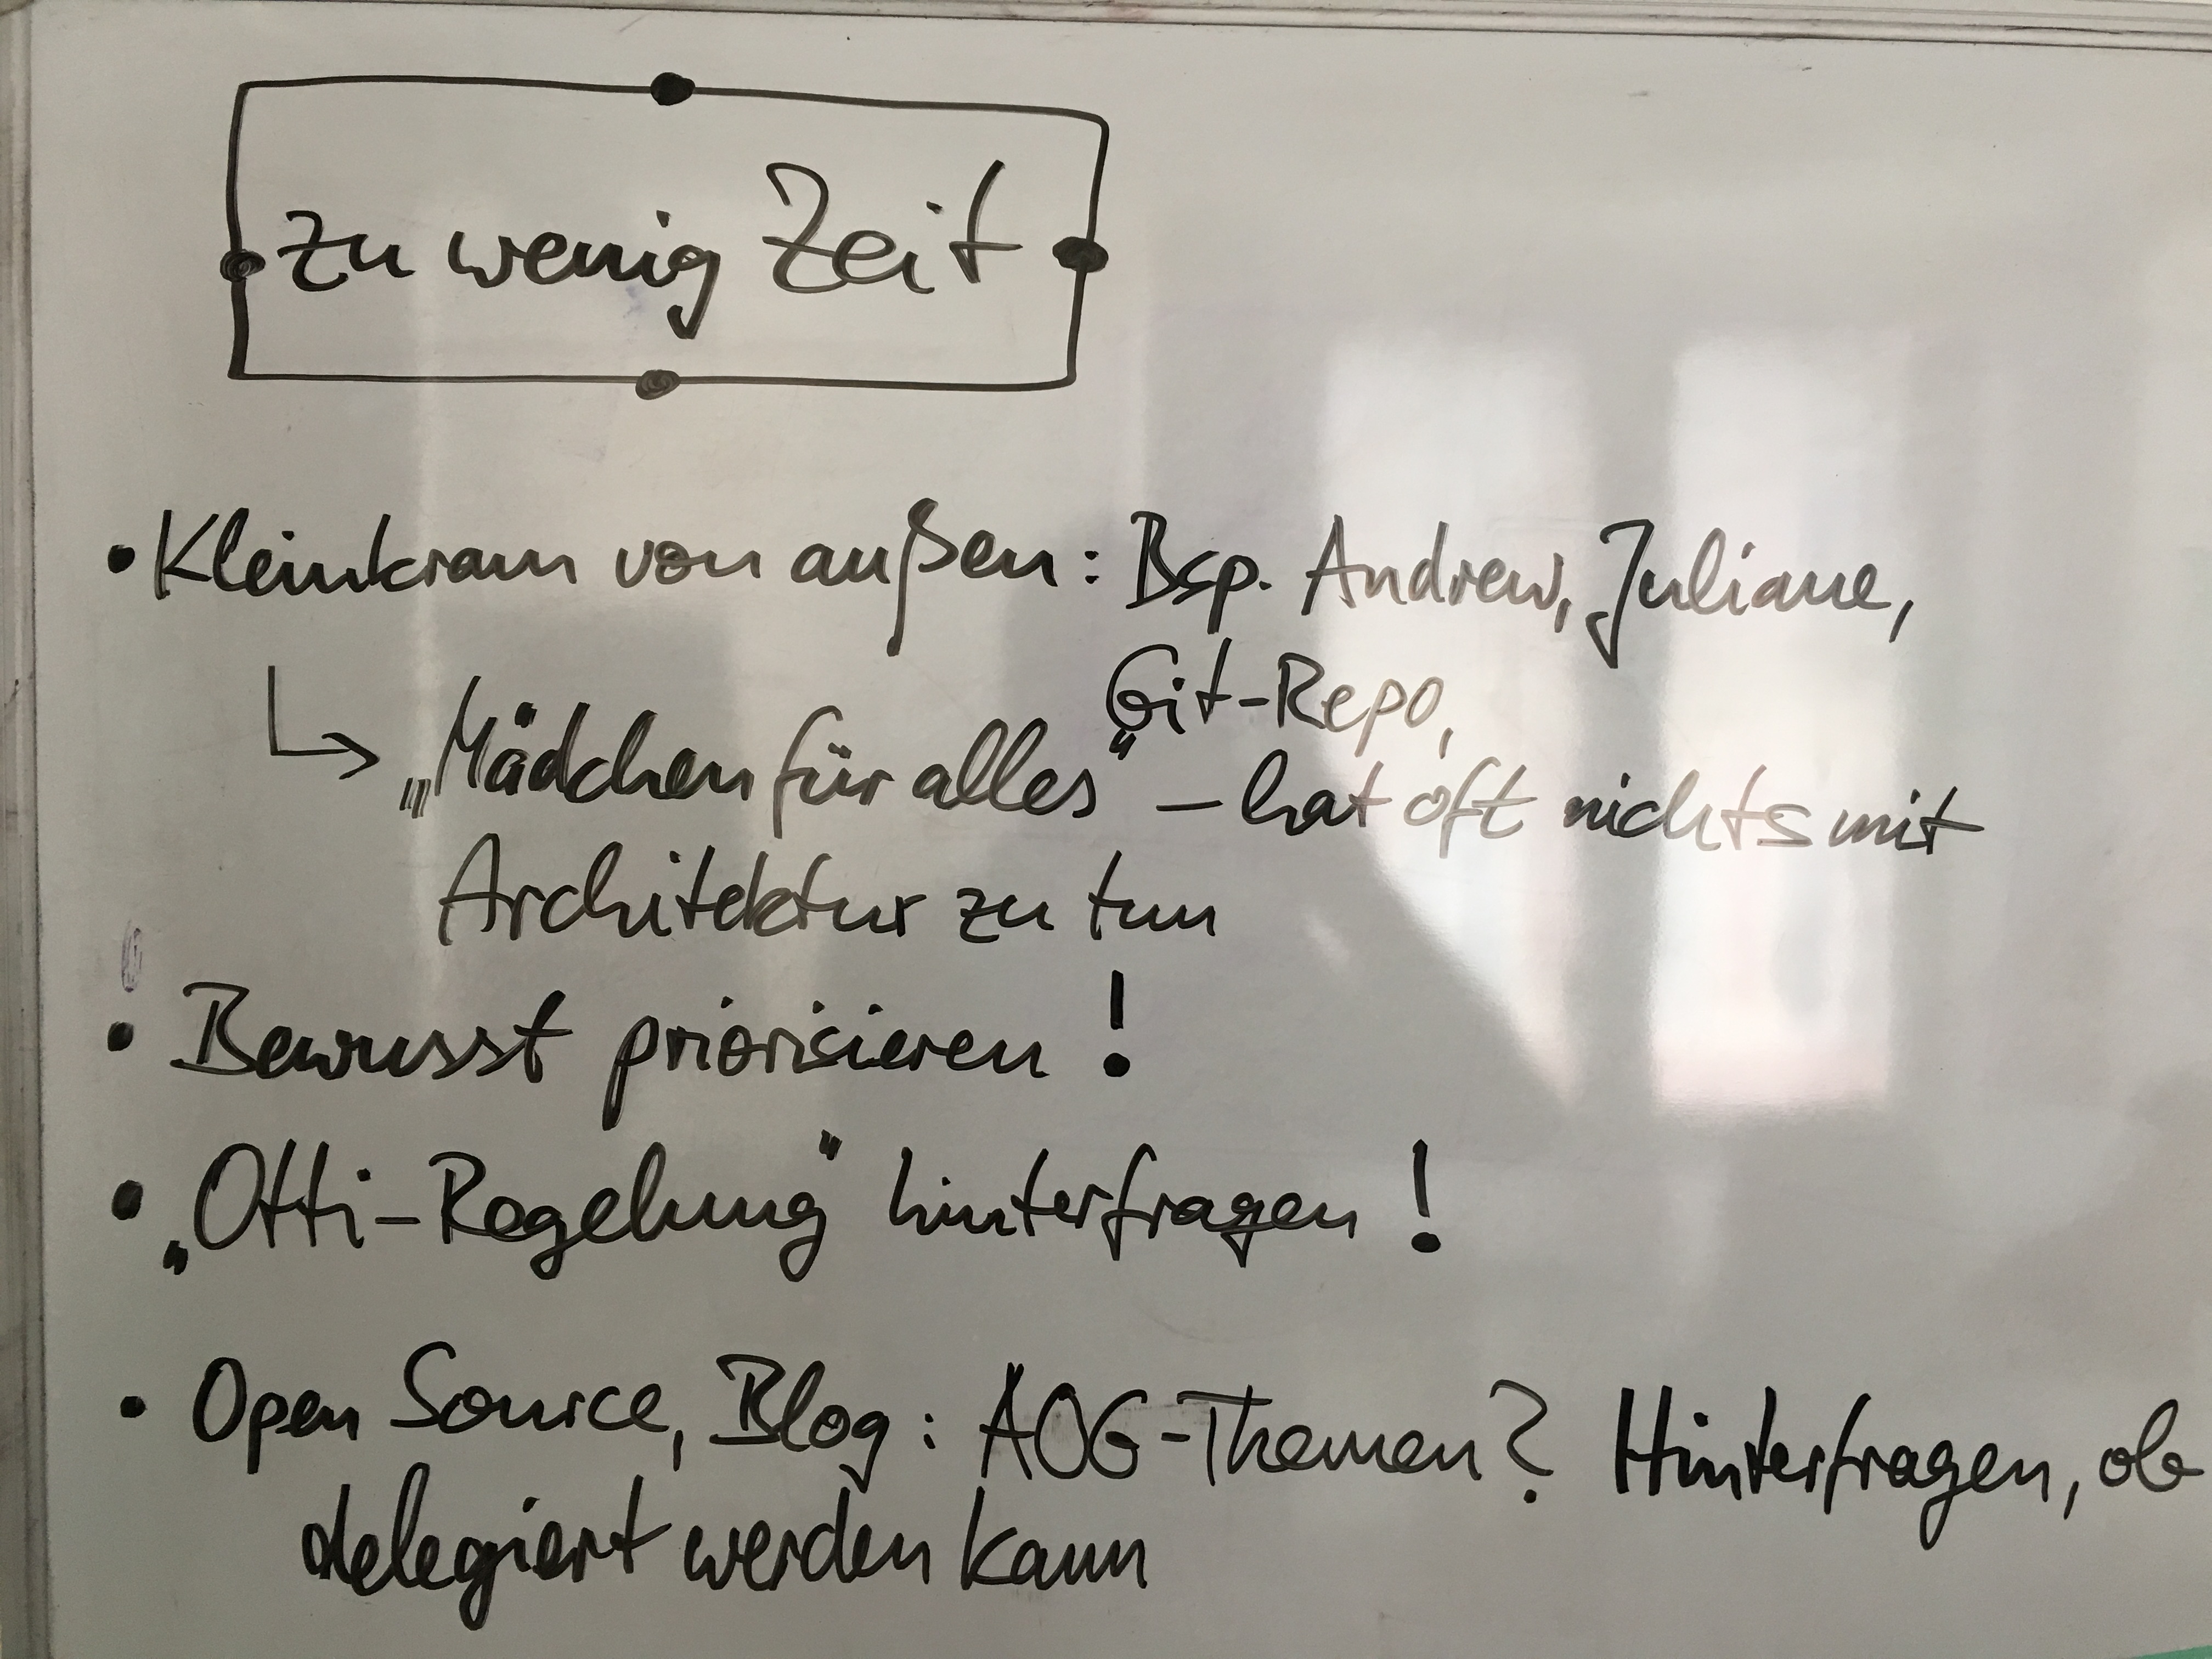 zu wenig Zeit
• Kleinkram von außen: Bsp. Andrew, Juliane,
Git-Repo,
↳ „Mädchen für alles“ – hat oft nichts mit
Architektur zu tun
• Bewusst priorisieren!
• „Otti-Regelung“ hinterfragen!
• Open Source, Blog: AOG-Themen? Hinterfragen, ob
delegiert werden kann